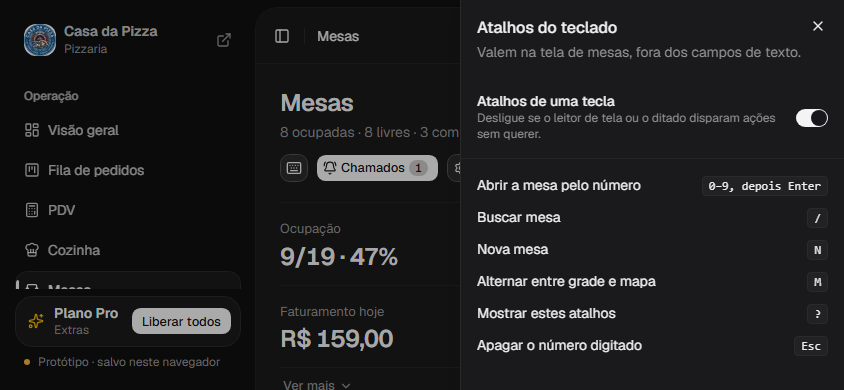 Casa da Pizza
Pizzaria
Operação
Visão geral
Fila de pedidos
PDV
Cozinha
Plano Pro
Extras
Liberar todos
Protótipo · salvo neste navegador
Mesas
Mesas
8 ocupadas · 8 livres · 3 com
Chamados 1
Ocupação
9/19 · 47%
Faturamento hoje
R$ 159,00
Ver mais
Atalhos do teclado
Valem na tela de mesas, fora dos campos de texto.
Atalhos de uma tecla
Desligue se o leitor de tela ou o ditado disparam ações
sem querer.
Abrir a mesa pelo número 0–9, depois Enter
Buscar mesa /
Nova mesa N
Alternar entre grade e mapa M
Mostrar estes atalhos ?
Apagar o número digitado Esc